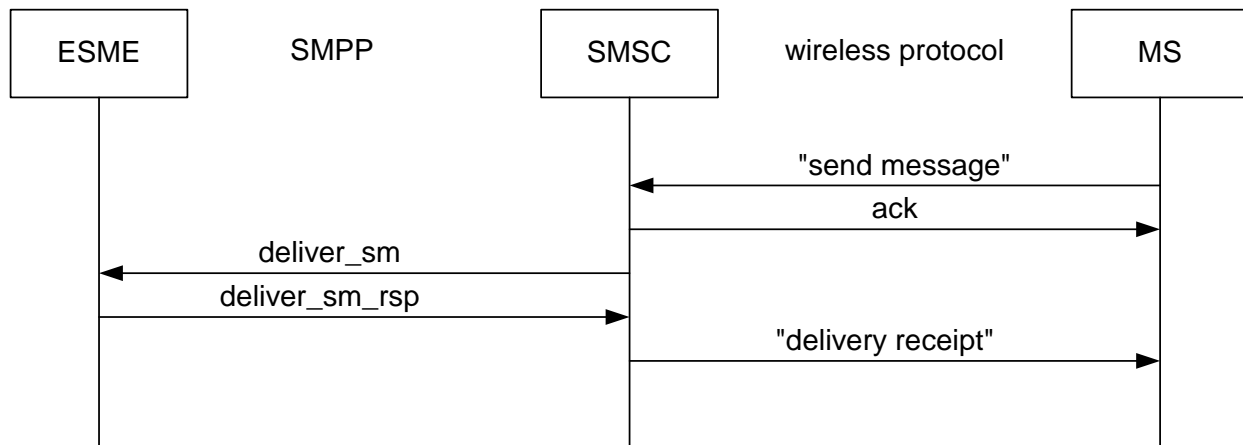 ESME
SMPP
SMSC
wireless protocol
MS
"send message"
ack
deliver_sm
deliver_sm_rsp
"delivery receipt"